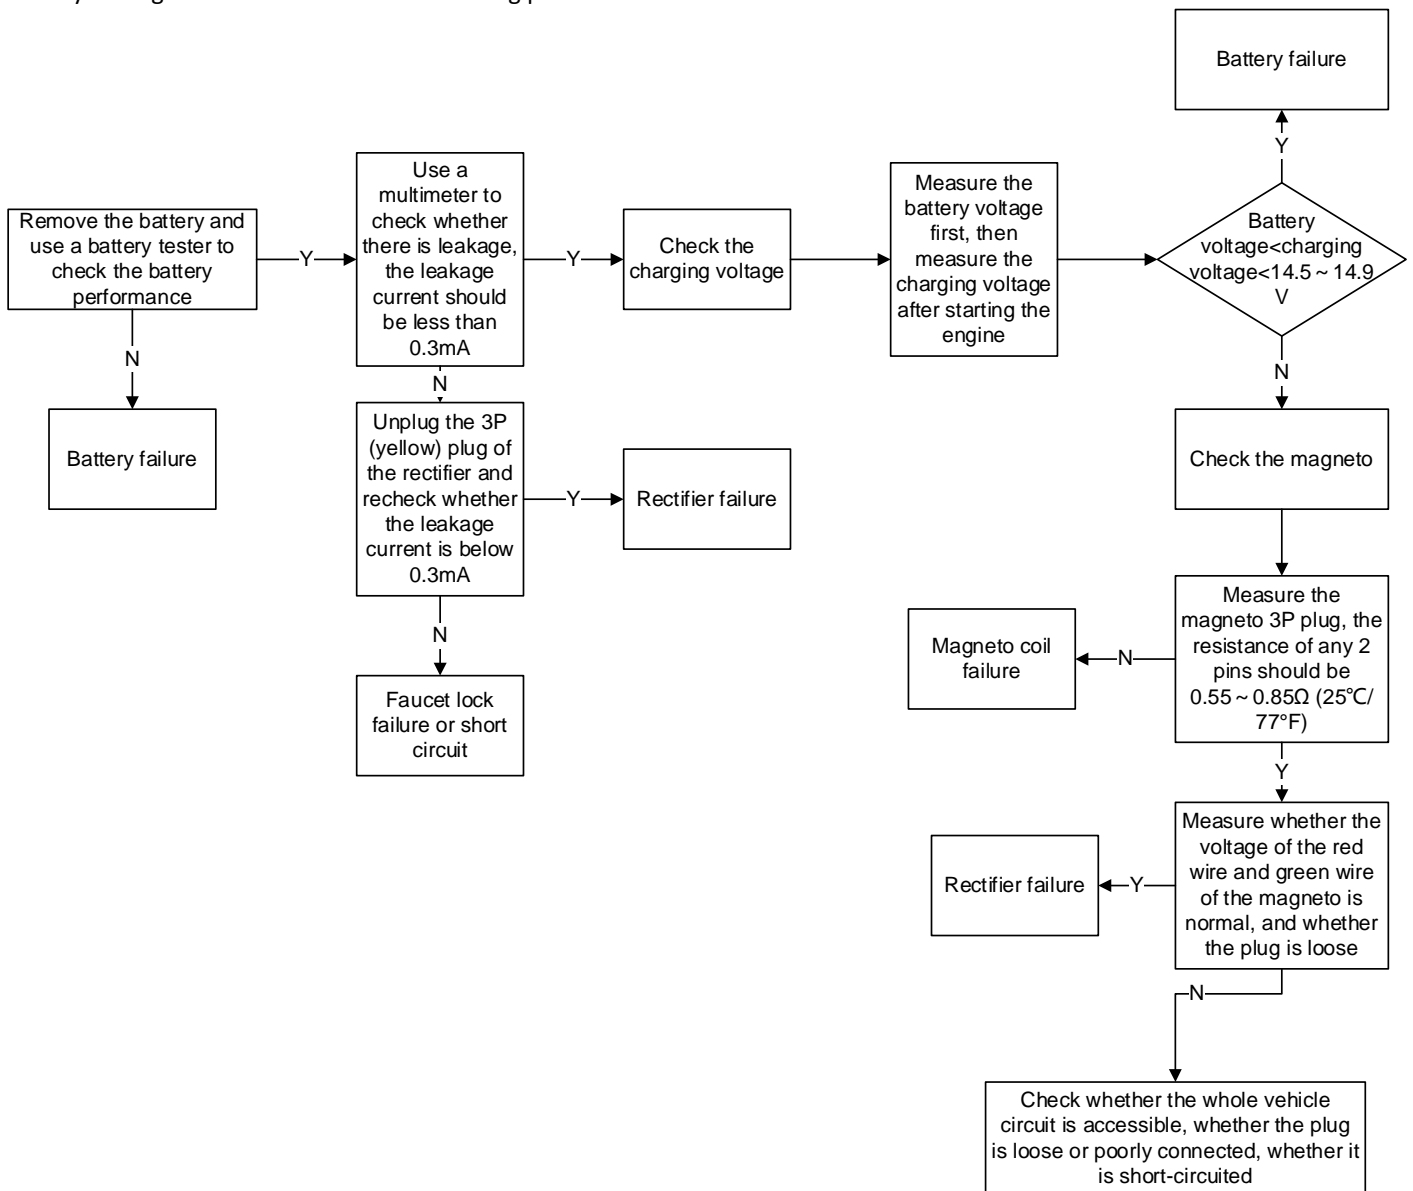 Battery failure
Y
Remove the battery and
use a battery tester to
check the battery
performance
Y
Use a
multimeter to
check whether
there is leakage,
the leakage
current should
be less than
0.3mA
Y
Check the
charging voltage
Measure the
battery voltage
first, then
measure the
charging voltage
after starting the
engine
Battery
voltage<charging
voltage<14.5～14.9
V
N
Battery failure
N
Unplug the 3P
(yellow) plug of
the rectifier and
recheck whether
the leakage
current is below
0.3mA
Y
Rectifier failure
N
Faucet lock
failure or short
circuit
N
Check the magneto
Measure the
magneto 3P plug, the
resistance of any 2
pins should be
0.55～0.85Ω (25℃/
77°F)
N
Magneto coil
failure
Y
Measure whether the
voltage of the red
wire and green wire
of the magneto is
normal, and whether
the plug is loose
Y
Rectifier failure
N
Check whether the whole vehicle
circuit is accessible, whether the plug
is loose or poorly connected, whether it
is short-circuited